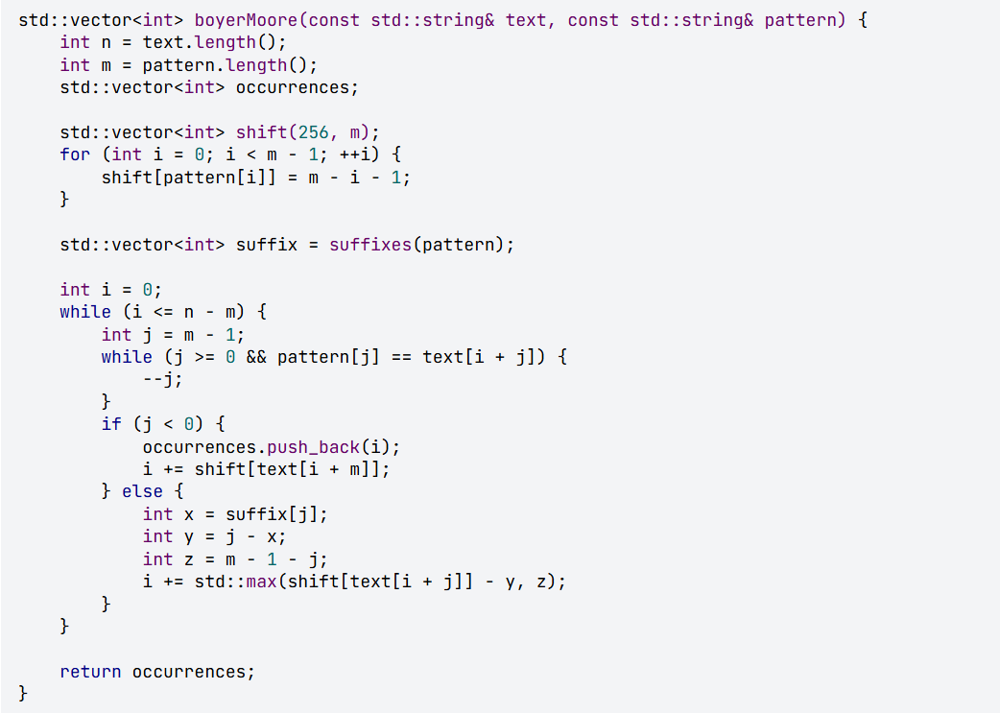 std::vector<int> boyerMoore(const std::string& text, const std::string& pattern) {
    int n = text.length();
    int m = pattern.length();
    std::vector<int> occurrences;

    std::vector<int> shift(256, m);
    for (int i = 0; i < m - 1; ++i) {
        shift[pattern[i]] = m - i - 1;
    }

    std::vector<int> suffix = suffixes(pattern);

    int i = 0;
    while (i <= n - m) {
        int j = m - 1;
        while (j >= 0 && pattern[j] == text[i + j]) {
            --j;
        }
        if (j < 0) {
            occurrences.push_back(i);
            i += shift[text[i + m]];
        } else {
            int x = suffix[j];
            int y = j - x;
            int z = m - 1 - j;
            i += std::max(shift[text[i + j]] - y, z);
        }
    }

    return occurrences;
}